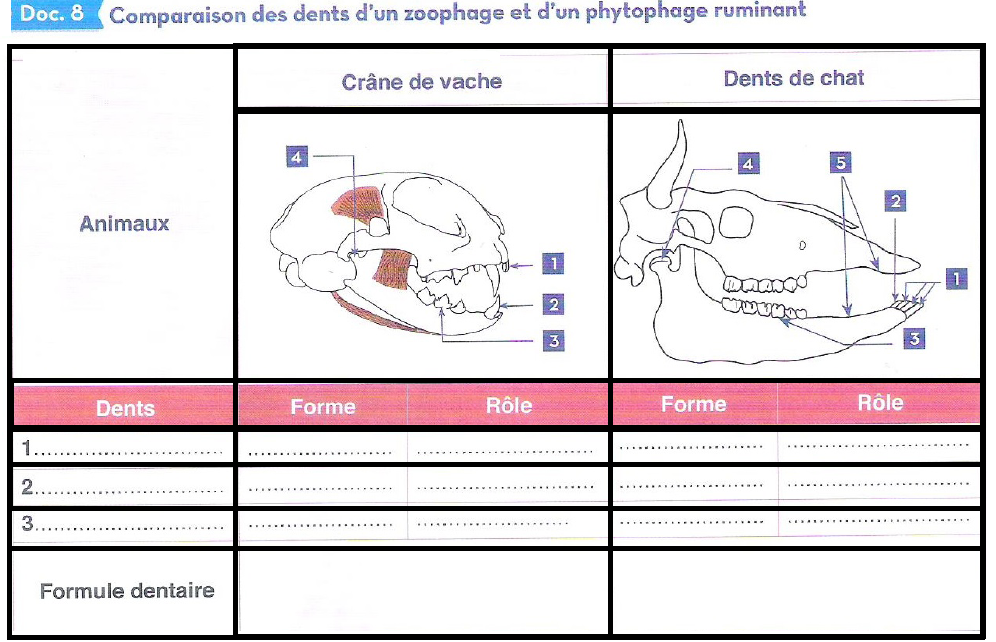 Doc. 8 Comparaison des dents d'un zoophage et d'un phytophage ruminant
Animaux
Crâne de vache
Dents de chat
4
1
2
3
4
5
2
1
3
Dents Forme Rôle Forme Rôle
1
2
3
Formule dentaire